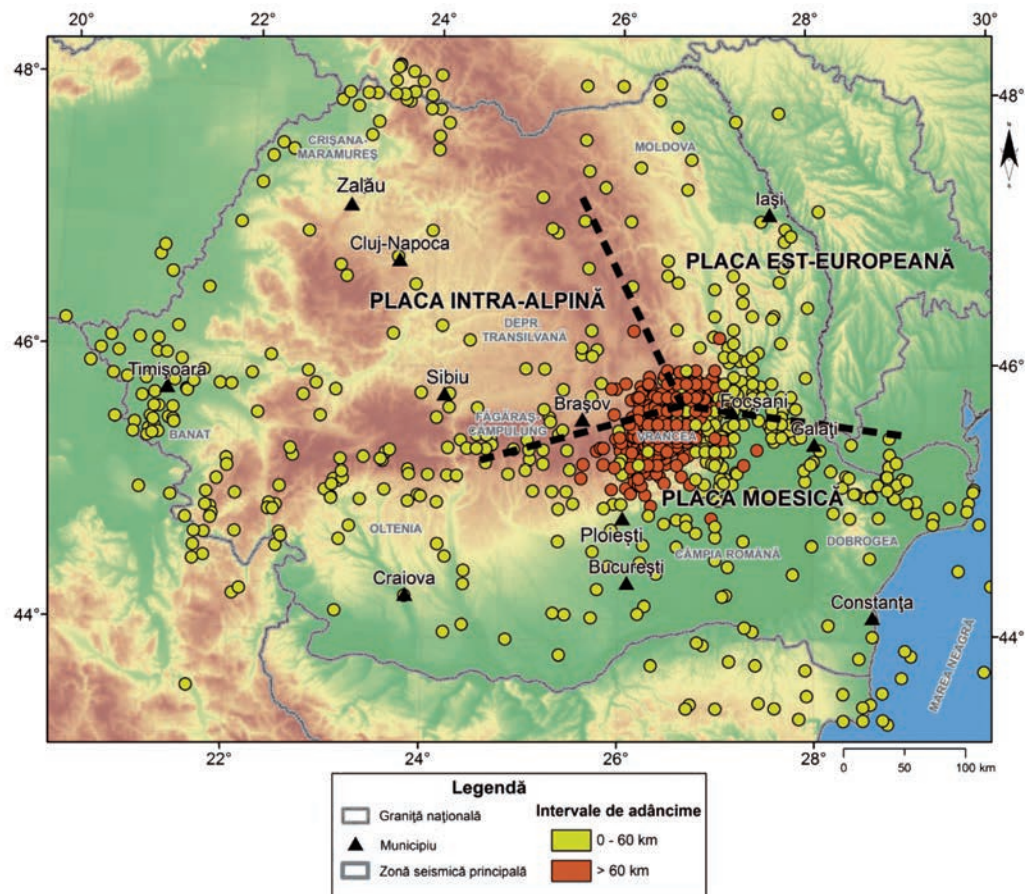 20°
22°
24°
26°
28°
30°
48°
48°
CRIȘANA-
MARAMUREȘ
MOLDOVA
Zalău
Iași
Cluj-Napoca
PLACA EST-EUROPEANĂ
PLACA INTRA-ALPINĂ
DEPR.
TRANSILVANĂ
46°
46°
Timișoara
Sibiu
Brașov
Focșani
FĂGĂRAȘ-
CÂMPULUNG
BANAT
VRANCEA
Galați
PLACA MOESICĂ
OLTENIA
Ploiești
CÂMPIA ROMÂNĂ
DOBROGEA
București
Craiova
Constanța
44°
44°
MAREA NEAGRĂ
22°
24°
26°
28°
0 50 100 km
Legendă
Graniță națională
Municipiu
Zonă seismică principală
Intervale de adâncime
0 - 60 km
> 60 km